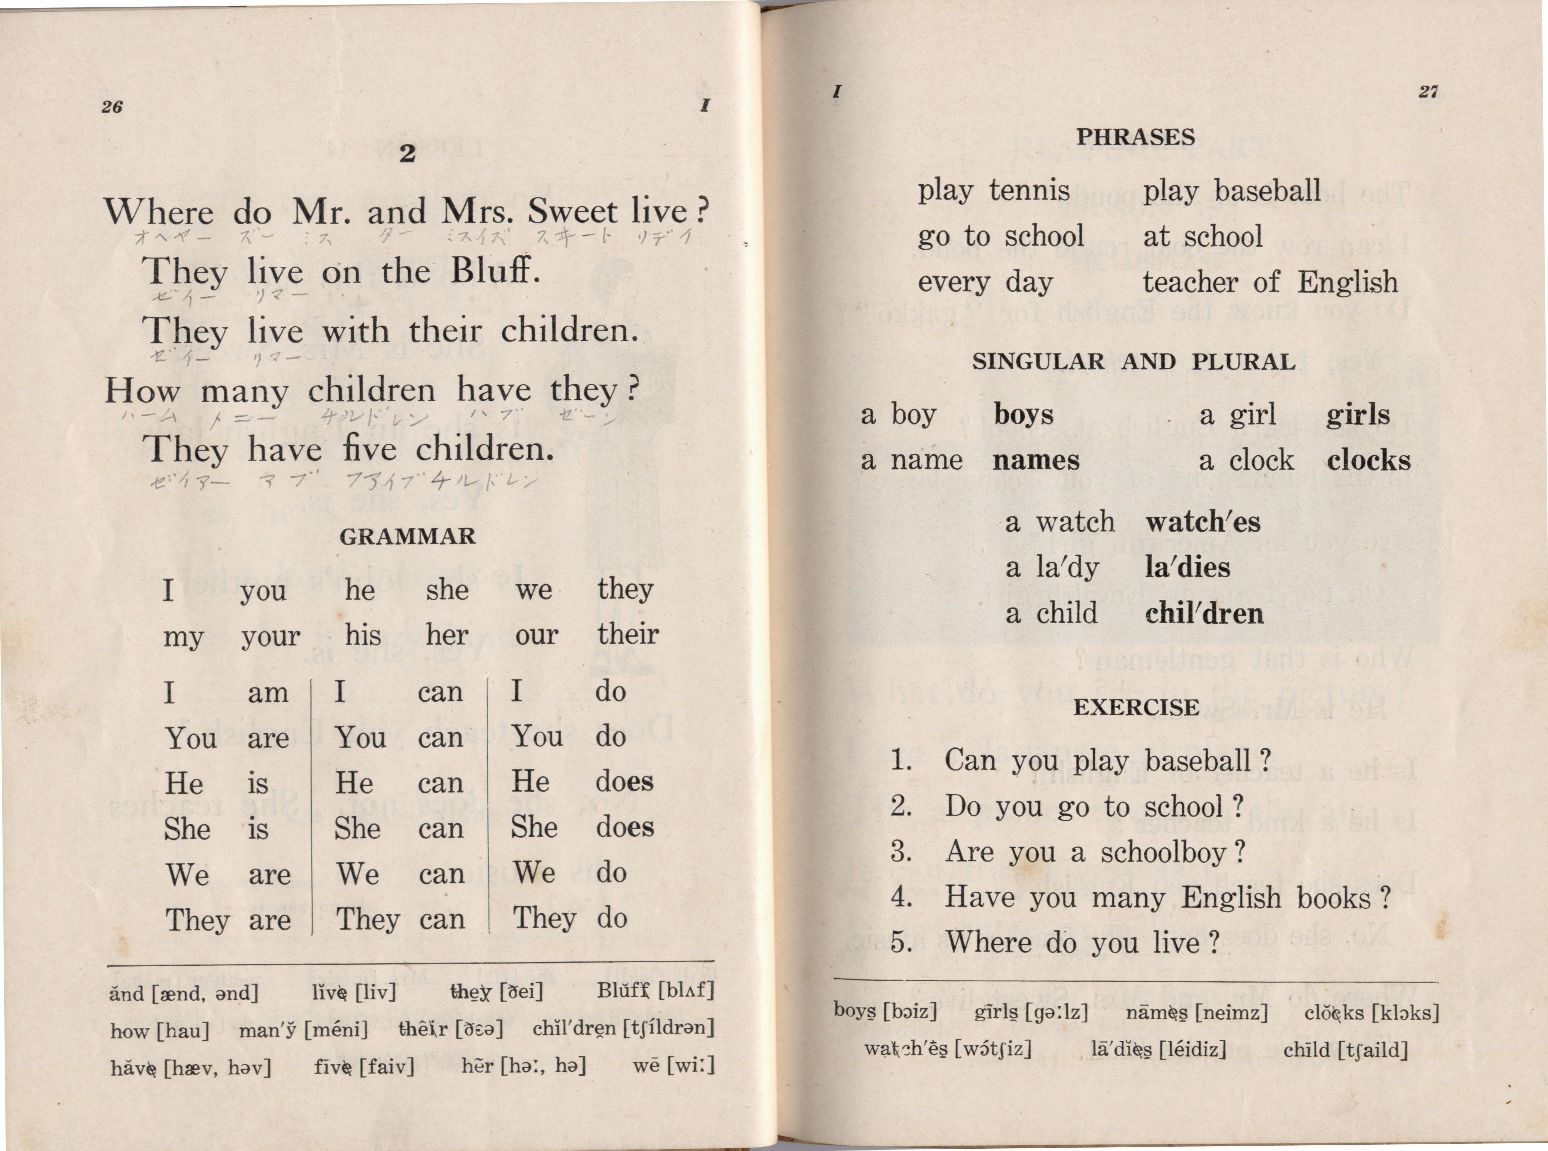 26 I
2
Where do Mr. and Mrs. Sweet live ?
オヘヤー ズー ミス ター ミスイズ スキート リデイ
They live on the Bluff.
ゼイー リマー
They live with their children.
ゼイー リマー
How many children have they ?
ハーム メニー チルドレン ハブ ゼーン
They have five children.
ゼイアー アブ フアイブ チルドレン
GRAMMAR
I you he she we they
my your his her our their
I am I can I do
You are You can You do
He is He can He does
She is She can She does
We are We can We do
They are They can They do
ănd [ænd, ənd] lĭve [liv] they [ðei] Blŭff [blʌf]
how [hau] man'y̆ [méni] thêir [ðɛə] chĭl'dren [tʃíldrən]
hăve [hæv, həv] fīve [faiv] hẽr [həː, hə] wē [wiː]
I 27
PHRASES
play tennis play baseball
go to school at school
every day teacher of English
SINGULAR AND PLURAL
a boy boys a girl girls
a name names a clock clocks
a watch watch′es
a la′dy la′dies
a child chil′dren
EXERCISE
1. Can you play baseball ?
2. Do you go to school ?
3. Are you a schoolboy ?
4. Have you many English books ?
5. Where do you live ?
boys [bɔiz] gĩrls [gəːlz] nāmes [neimz] clŏcks [klɔks]
watch′ĕs [wɔ́tʃiz] lā′dĭes [léidiz] chīld [tʃaild]